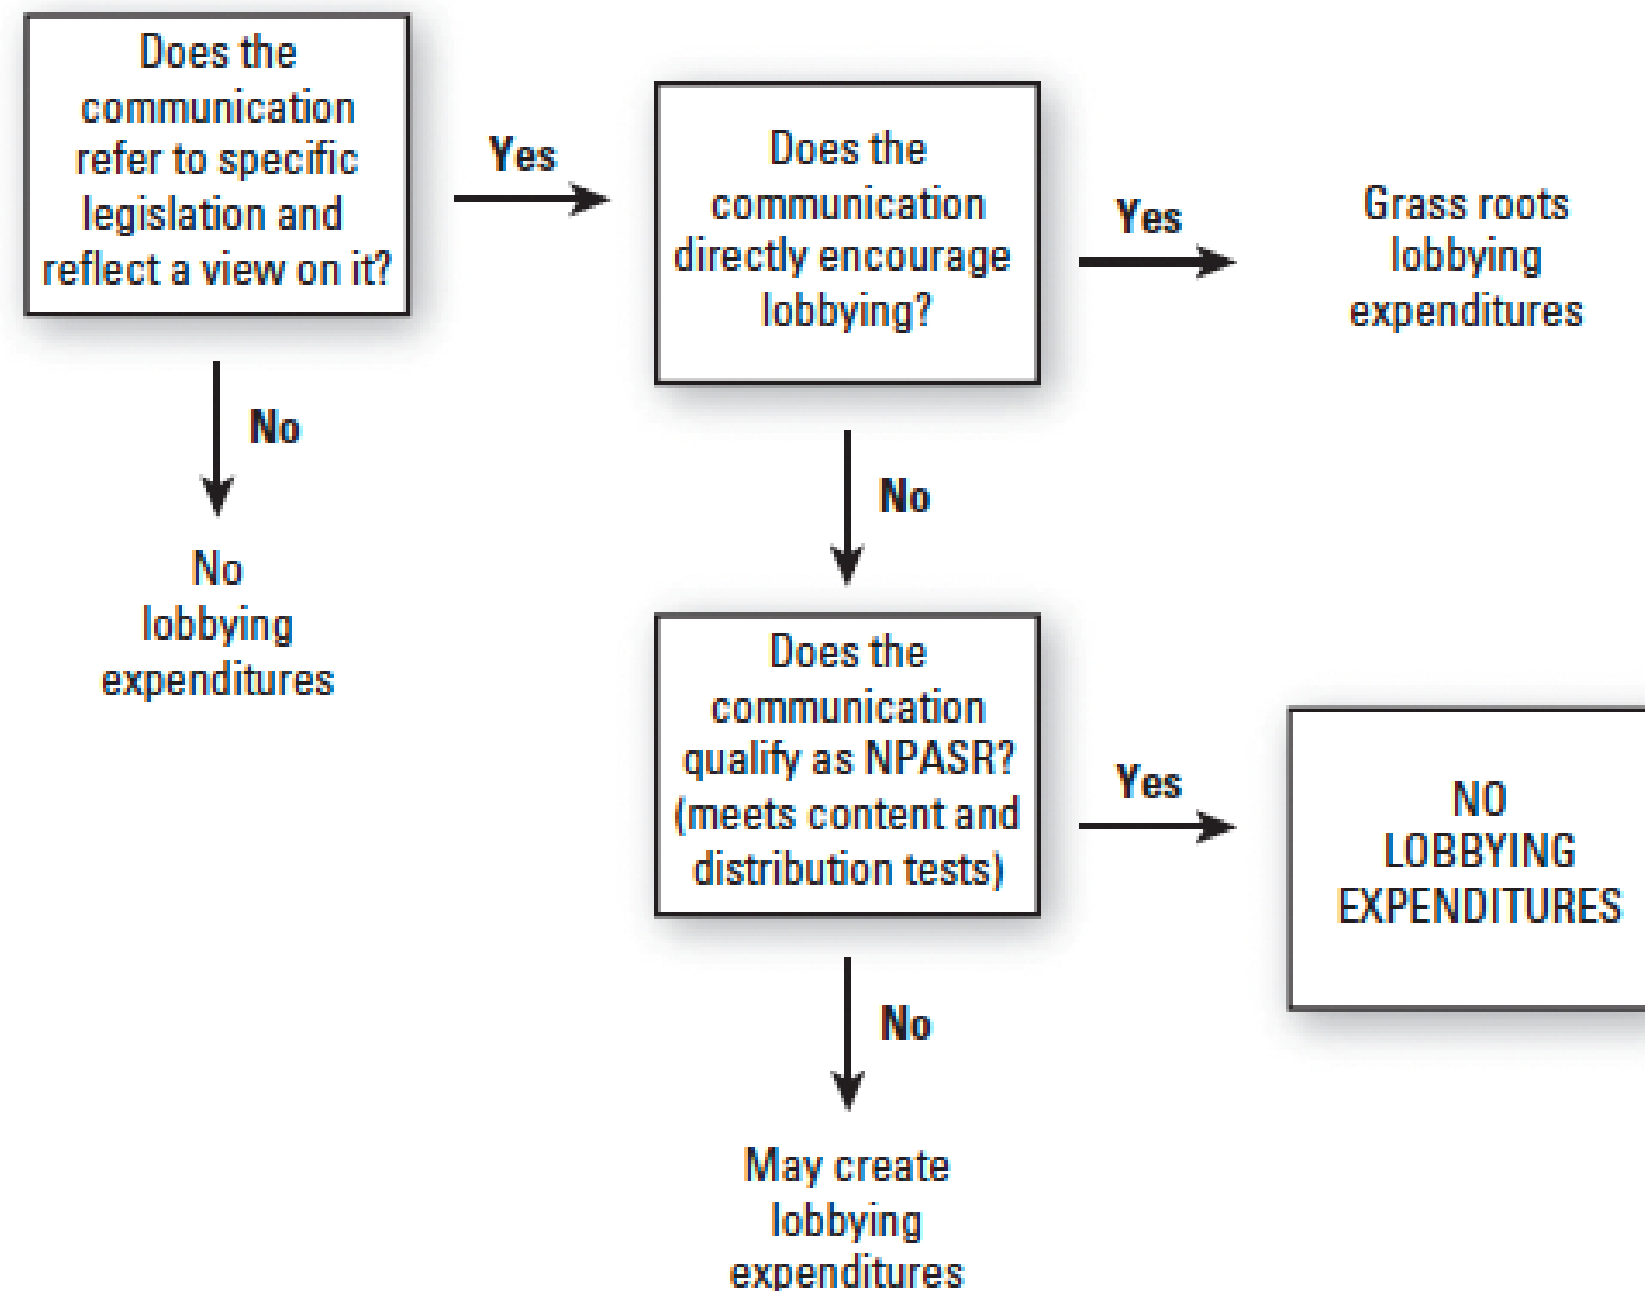 Does the
communication
refer to specific
legislation and
reflect a view on it?
Yes
Does the
communication
directly encourage
lobbying?
Yes
Grass roots
lobbying
expenditures
No
No
lobbying
expenditures
No
Does the
communication
qualify as NPASR?
(meets content and
distribution tests)
Yes
NO
LOBBYING
EXPENDITURES
No
May create
lobbying
expenditures